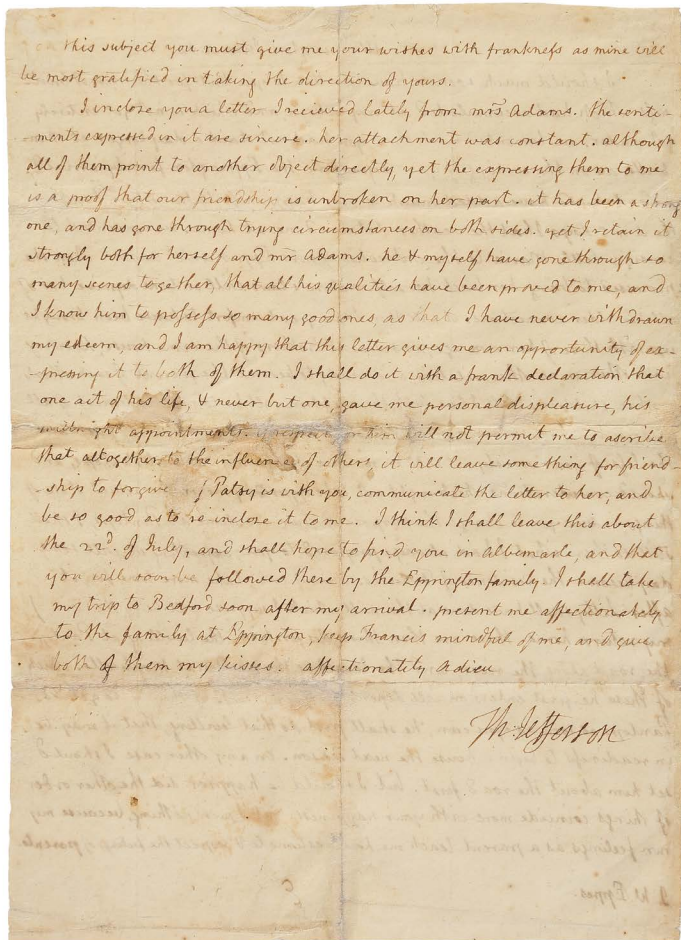 this subject you must give me your wishes with frankness as mine will
be most gratified in taking the direction of yours.
I inclose you a letter I recieved lately from mrs Adams. the senti-
-ments expressed in it are sincere. her attachment was constant. although
all of them point to another object directly, yet the expressing them to me
is a proof that our friendship is unbroken on her part. it has been a strong
one, and has gone through trying circumstances on both sides. yet I retain it
strongly both for herself and mr Adams. he & myself have gone through so
many scenes together, that all his qualities have been proved to me, and
I know him to possess so many good ones, as that I have never withdrawn
my esteem, and I am happy that this letter gives me an opportunity of ex-
-pressing it to both of them. I shall do it with a frank declaration that
one act of his life, & never but one, gave me personal displeasure, his
midnight appointments. if respect for him will not permit me to ascribe
that altogether to the influence of others, it will leave something for friend-
-ship to forgive. if Patsy is with you, communicate the letter to her, and
be so good as to re-inclose it to me. I think I shall leave this about
the 22d. of July, and shall hope to find you in Albemarle, and that
you will soon be followed there by the Eppington family. I shall take
my trip to Bedford soon after my arrival. present me affectionately
to the family at Eppington, keep Francis mindful of me, and give
both of them my kisses. affectionately adieu
Th: Jefferson
J. W. Eppes